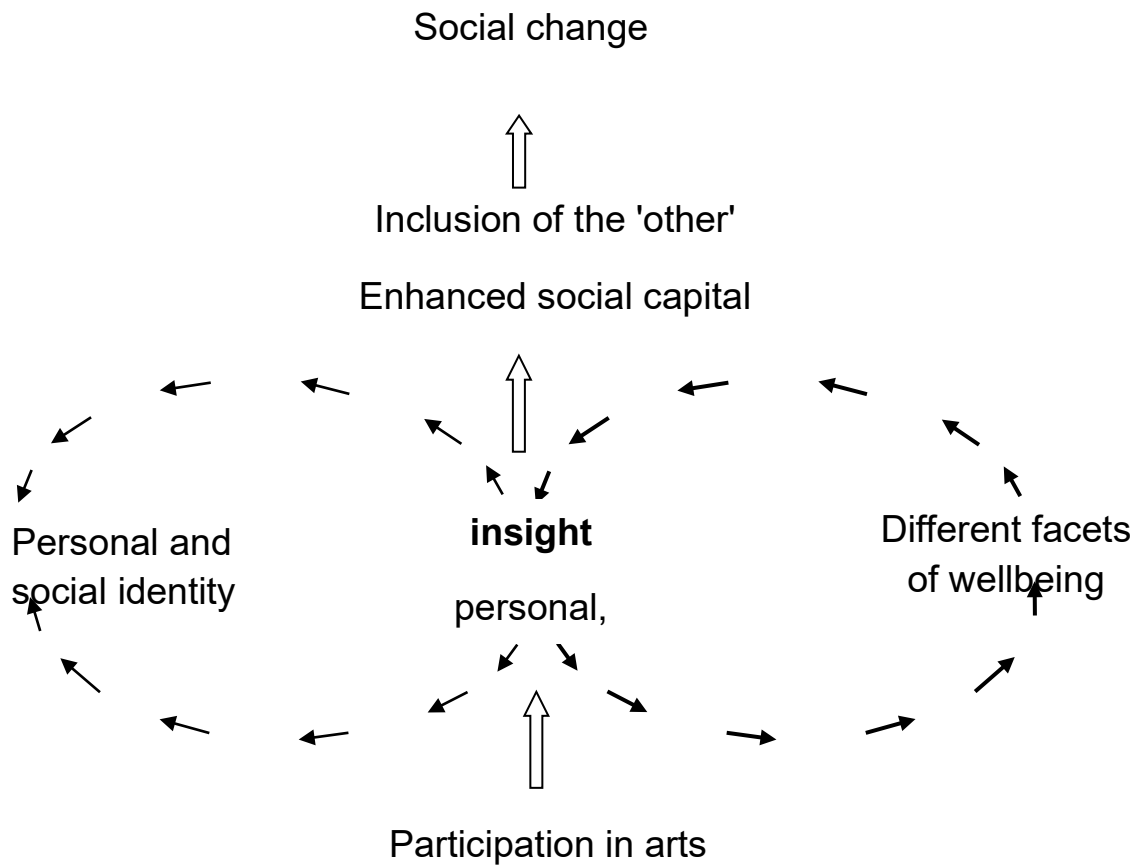 Social change
Inclusion of the 'other'
Enhanced social capital
Personal and
social identity
insight
personal,
Different facets
of wellbeing
Participation in arts